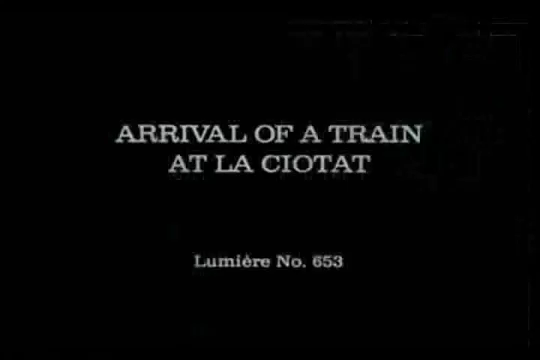 ARRIVAL OF A TRAIN
AT LA CIOTAT
Lumière No. 653